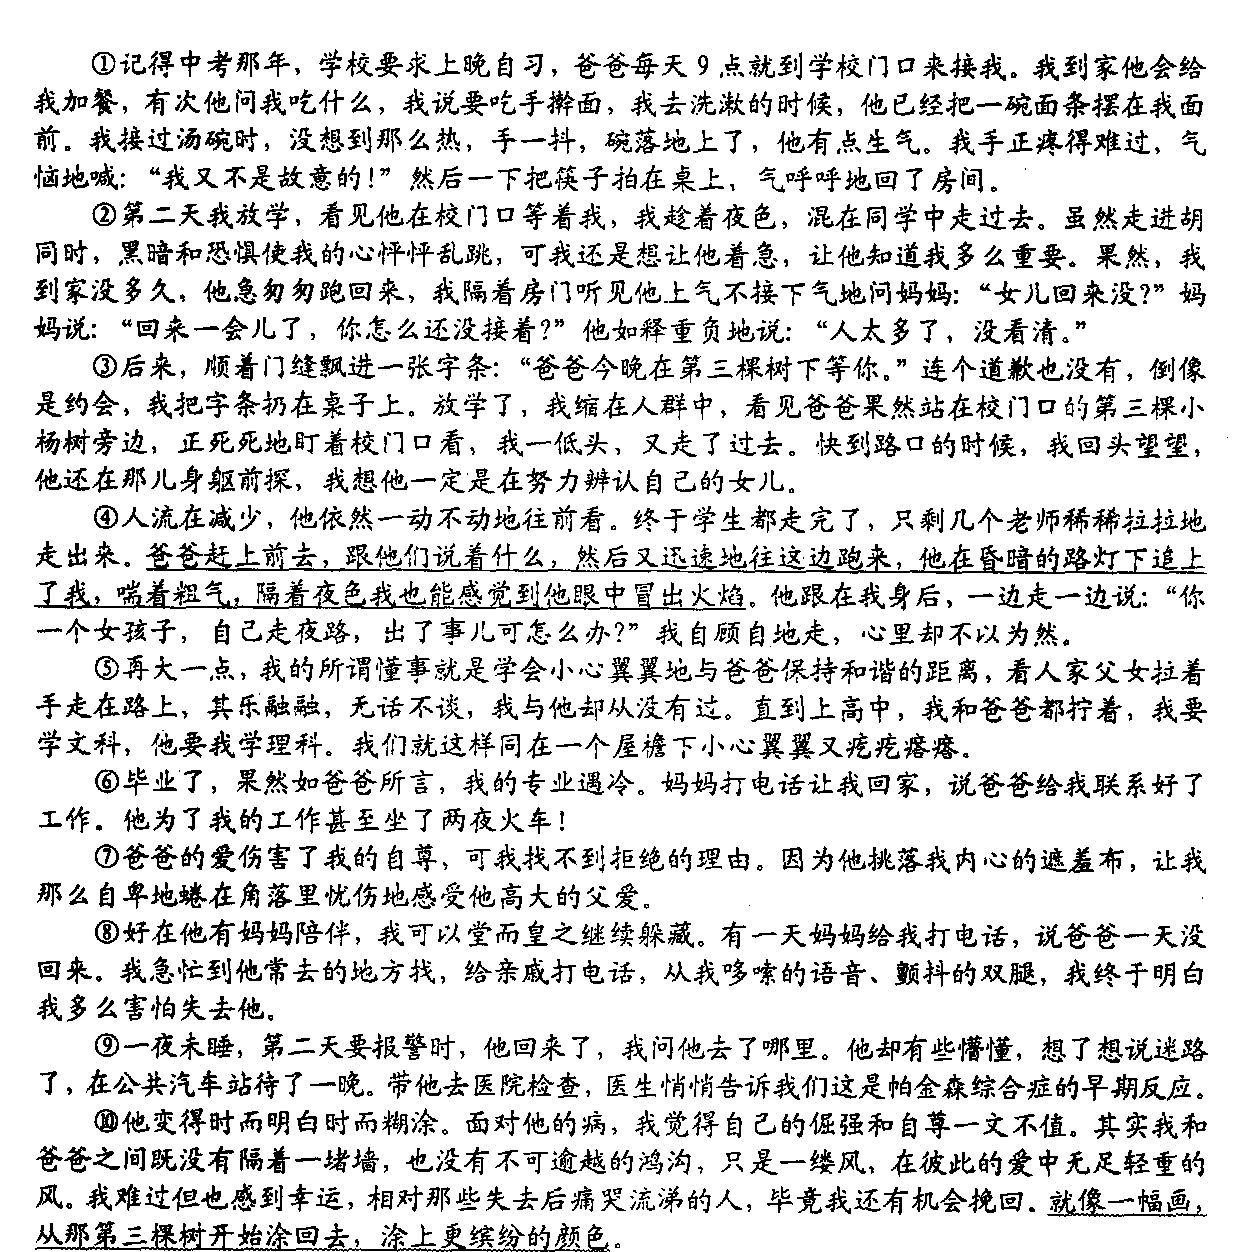 ①记得中考那年，学校要求上晚自习，爸爸每天9点就到学校门口来接我。我到家他会给
我加餐，有次他问我吃什么，我说要吃手擀面，我去洗漱的时候，他已经把一碗面条摆在我面
前。我接过汤碗时，没想到那么热，手一抖，碗落地上了，他有点生气。我手正疼得难过，气
恼地喊：“我又不是故意的！”然后一下把筷子拍在桌上，气呼呼地回了房间。
②第二天我放学，看见他在校门口等着我，我趁着夜色，混在同学中走过去。虽然走进胡
同时，黑暗和恐惧使我的心怦怦乱跳，可我还是想让他着急，让他知道我多么重要。果然，我
到家没多久，他急匆匆跑回来，我隔着房门听见他上气不接下气地问妈妈：“女儿回来没？”妈
妈说：“回来一会儿了，你怎么还没接着？”他如释重负地说：“人太多了，没看清。”
③后来，顺着门缝飘进一张字条：“爸爸今晚在第三棵树下等你。”连个道歉也没有，倒像
是约会，我把字条扔在桌子上。放学了，我缩在人群中，看见爸爸果然站在校门口的第三棵小
杨树旁边，正死死地盯着校门口看，我一低头，又走了过去。快到路口的时候，我回头望望，
他还在那儿身躯前探，我想他一定是在努力辨认自己的女儿。
④人流在减少，他依然一动不动地往前看。终于学生都走完了，只剩几个老师稀稀拉拉地
走出来。爸爸赶上前去，跟他们说着什么，然后又迅速地往这边跑来，他在昏暗的路灯下追上
了我，喘着粗气，隔着夜色我也能感觉到他眼中冒出火焰。他跟在我身后，一边走一边说：“你
一个女孩子，自己走夜路，出了事儿可怎么办？”我自顾自地走，心里却不以为然。
⑤再大一点，我的所谓懂事就是学会小心翼翼地与爸爸保持和谐的距离，看人家父女拉着
手走在路上，其乐融融，无话不谈，我与他却从没有过。直到上高中，我和爸爸都拧着，我要
学文科，他要我学理科。我们就这样同在一个屋檐下小心翼翼又疙疙瘩瘩。
⑥毕业了，果然如爸爸所言，我的专业遇冷。妈妈打电话让我回家，说爸爸给我联系好了
工作。他为了我的工作甚至坐了两夜火车！
⑦爸爸的爱伤害了我的自尊，可我找不到拒绝的理由。因为他挑落我内心的遮羞布，让我
那么自卑地蜷在角落里忧伤地感受他高大的父爱。
⑧好在他有妈妈陪伴，我可以堂而皇之继续躲藏。有一天妈妈给我打电话，说爸爸一天没
回来。我急忙到他常去的地方找，给亲戚打电话，从我哆嗦的语音、颤抖的双腿，我终于明白
我多么害怕失去他。
⑨一夜未睡，第二天要报警时，他回来了，我问他去了哪里。他却有些懵懂，想了想说迷路
了，在公共汽车站待了一晚。带他去医院检查，医生悄悄告诉我们这是帕金森综合症的早期反应。
⑩他变得时而明白时而糊涂。面对他的病，我觉得自己的倔强和自尊一文不值。其实我和
爸爸之间既没有隔着一堵墙，也没有不可逾越的鸿沟，只是一缕风，在彼此的爱中无足轻重的
风。我难过但也感到幸运，相对那些失去后痛哭流涕的人，毕竟我还有机会挽回。就像一幅画，
从那第三棵树开始涂回去，涂上更缤纷的颜色。